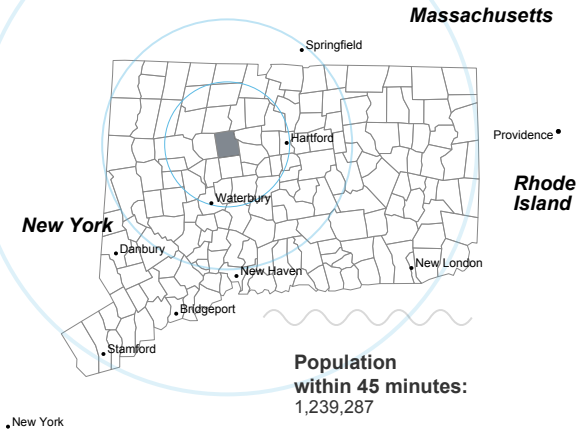 Massachusetts
Springfield
Hartford
Providence
Rhode
Island
Waterbury
New York
Danbury
New London
New Haven
Bridgeport
Stamford
Population
within 45 minutes:
1,239,287
New York